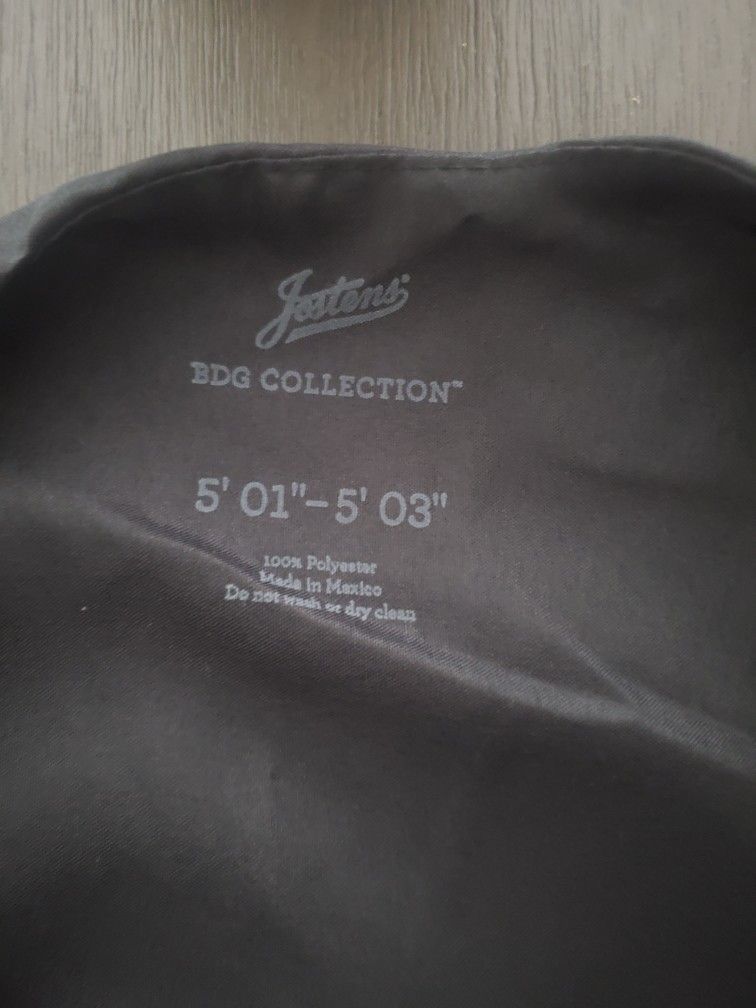 Jostens®
BDG COLLECTION™
5' 01"–5' 03"
100% Polyester
Made in Mexico
Do not wash or dry clean